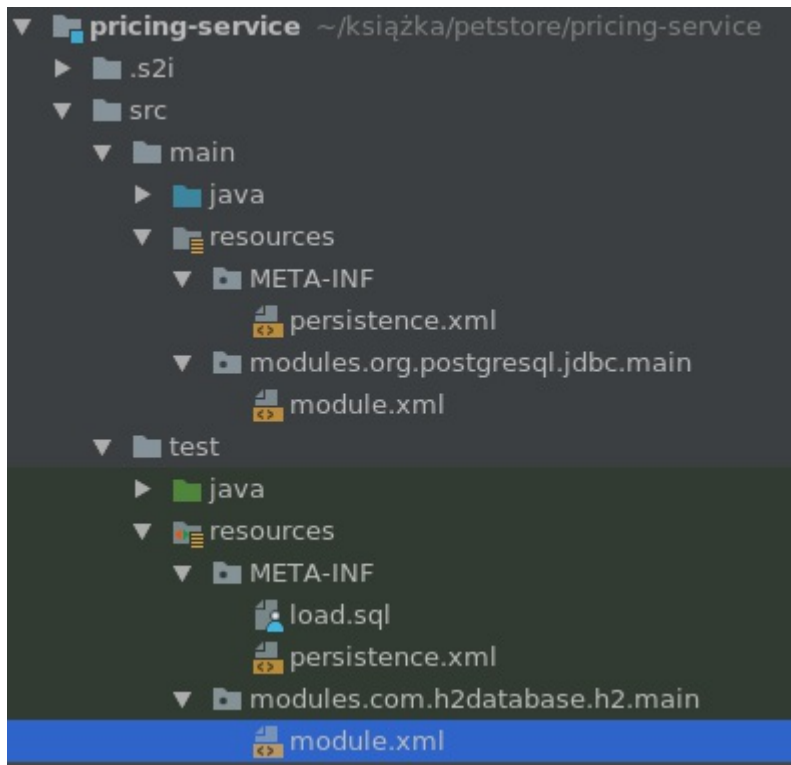 pricing-service ~/książka/petstore/pricing-service
.s2i
src
main
java
resources
META-INF
persistence.xml
modules.org.postgresql.jdbc.main
module.xml
test
java
resources
META-INF
load.sql
persistence.xml
modules.com.h2database.h2.main
module.xml